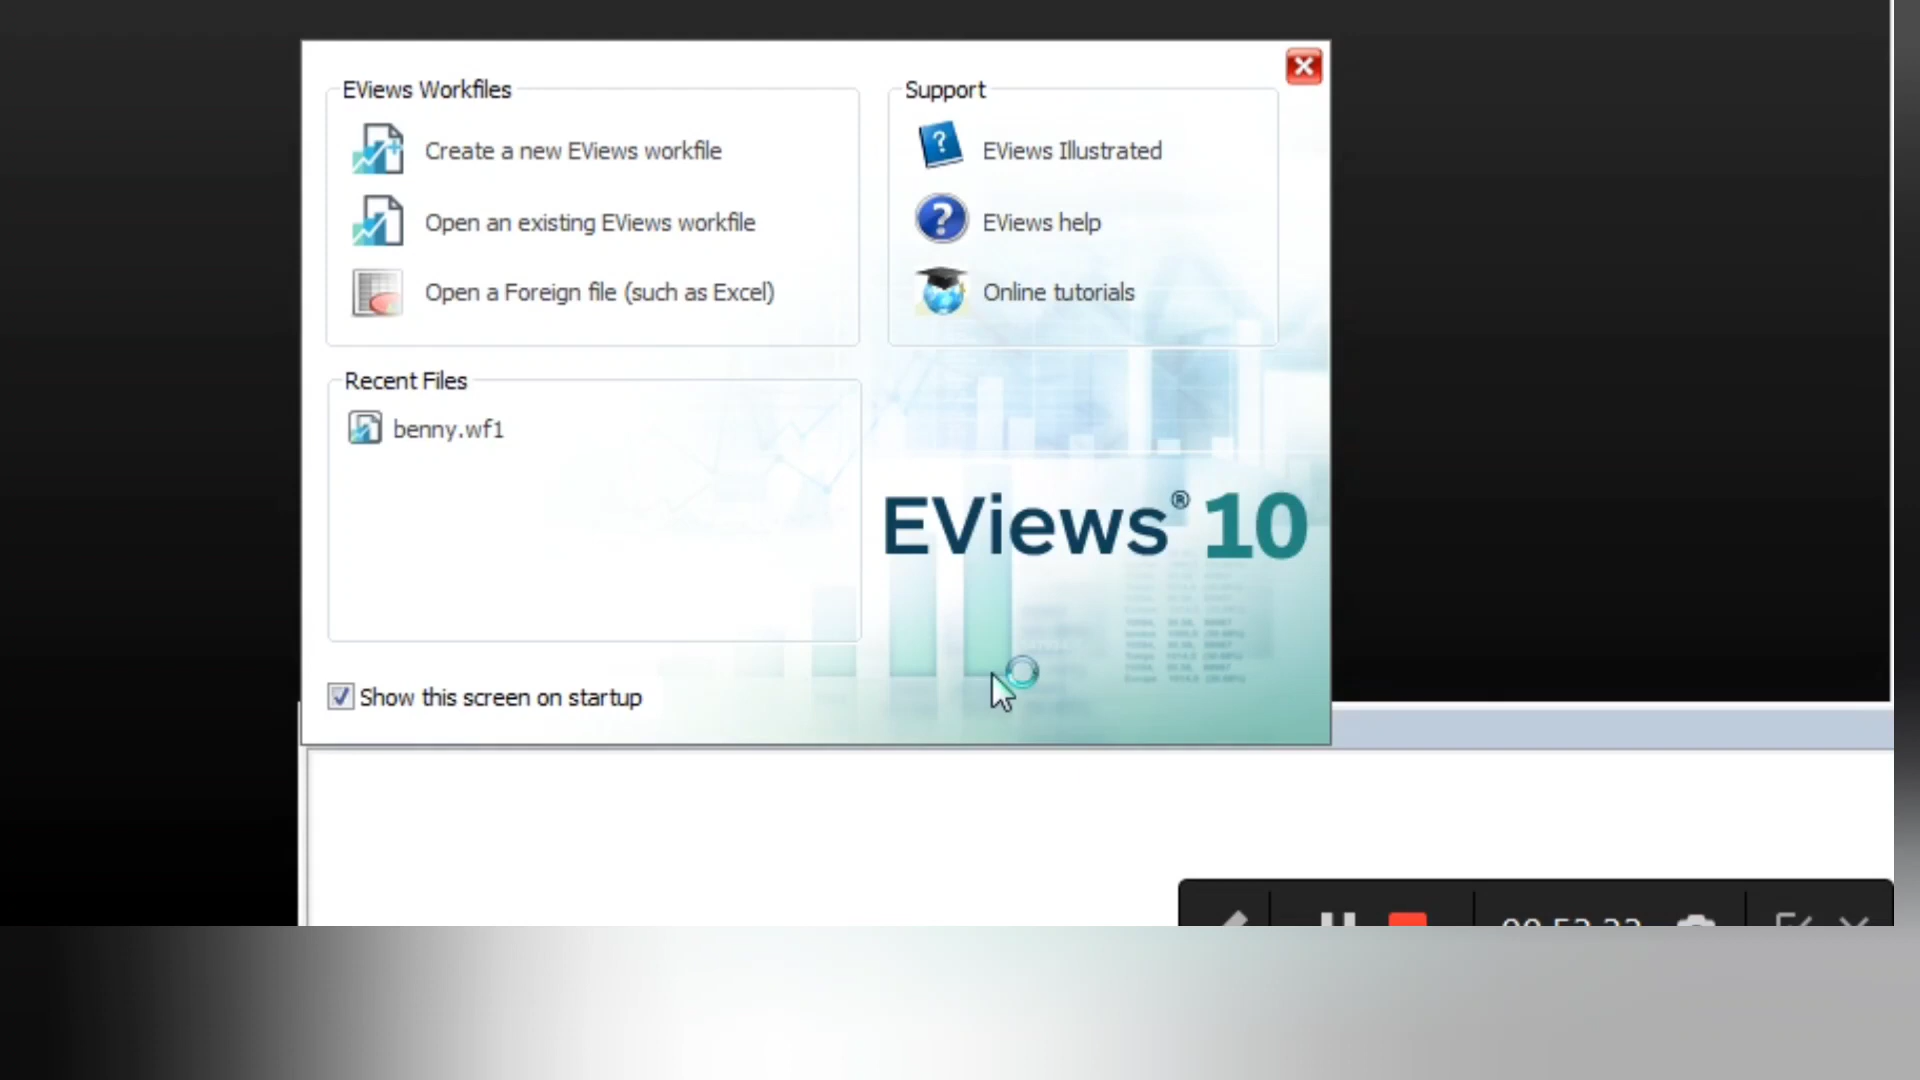 EViews Workfiles
Create a new EViews workfile
Open an existing EViews workfile
Open a Foreign file (such as Excel)
Support
EViews Illustrated
EViews help
Online tutorials
Recent Files
benny.wf1
EViews® 10
Show this screen on startup